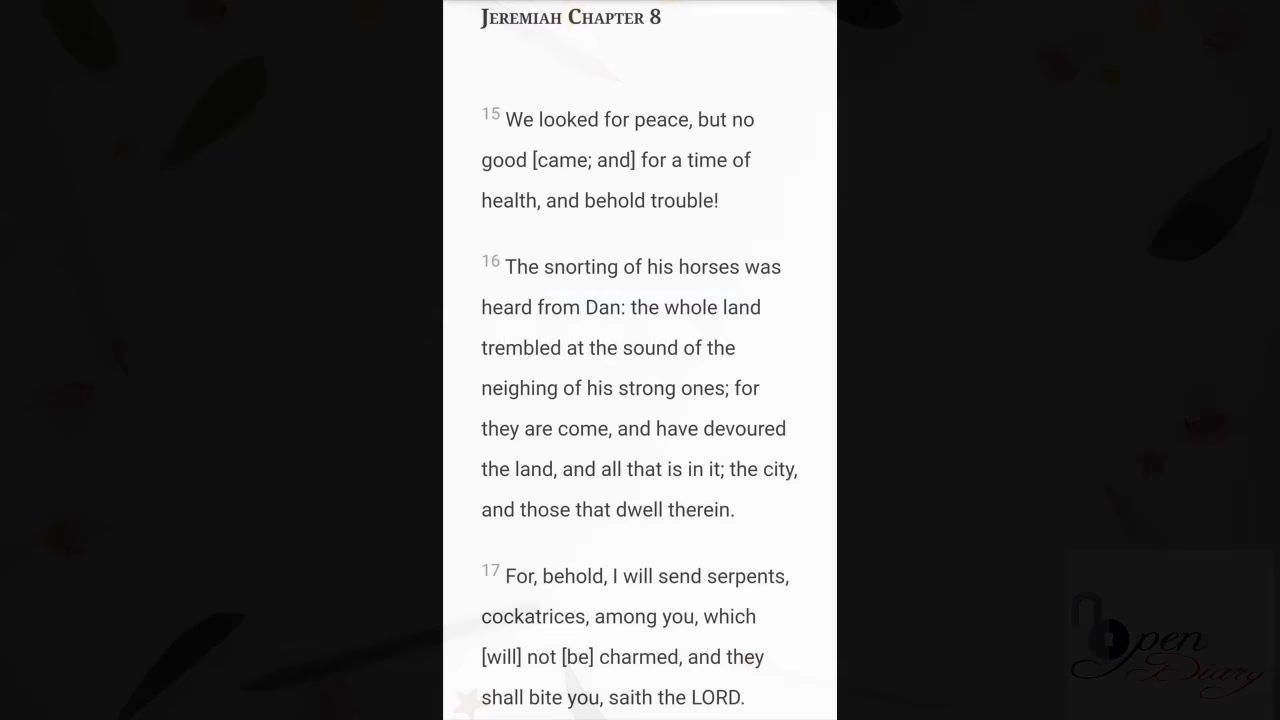 Jeremiah Chapter 8
15 We looked for peace, but no
good [came; and] for a time of
health, and behold trouble!
16 The snorting of his horses was
heard from Dan: the whole land
trembled at the sound of the
neighing of his strong ones; for
they are come, and have devoured
the land, and all that is in it; the city,
and those that dwell therein.
17 For, behold, I will send serpents,
cockatrices, among you, which
[will] not [be] charmed, and they
shall bite you, saith the LORD.
Open
Diary